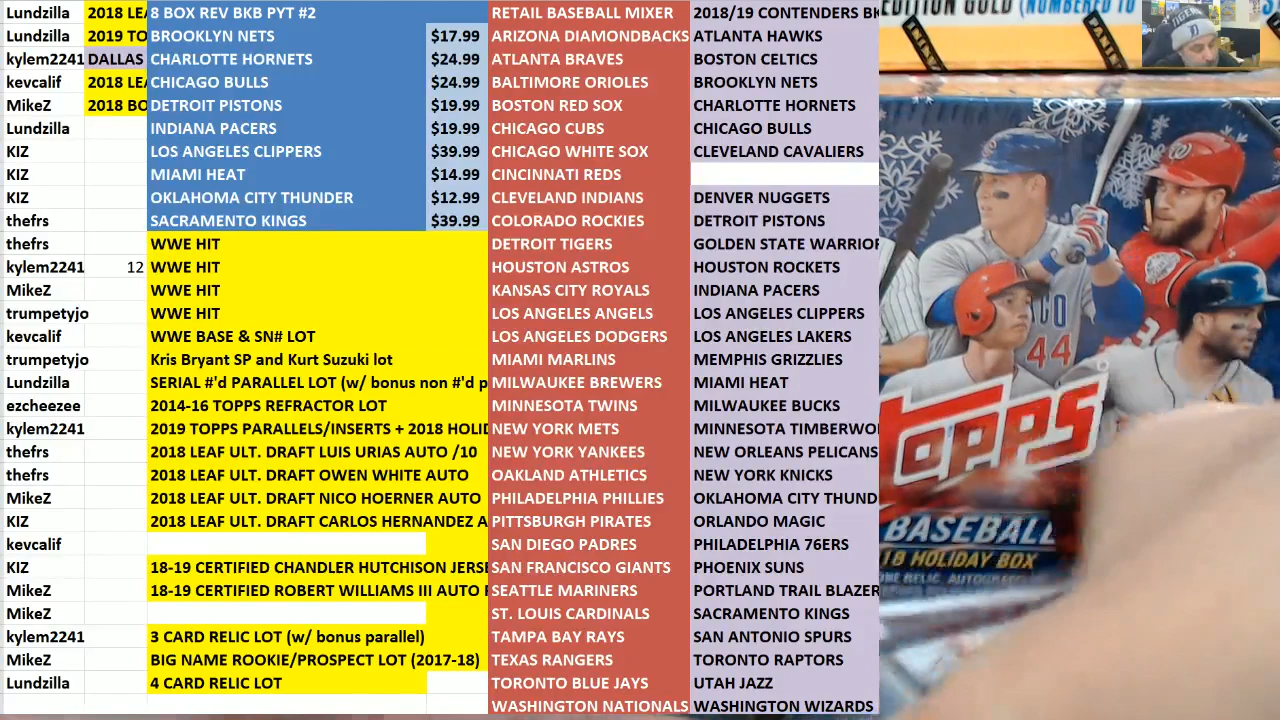 Lundzilla 2018 LEA 8 BOX REV BKB PYT #2 RETAIL BASEBALL MIXER 2018/19 CONTENDERS BK
Lundzilla 2019 TO BROOKLYN NETS $17.99 ARIZONA DIAMONDBACKS ATLANTA HAWKS
kylem2241 DALLAS CHARLOTTE HORNETS $24.99 ATLANTA BRAVES BOSTON CELTICS
kevcalif 2018 LEA CHICAGO BULLS $24.99 BALTIMORE ORIOLES BROOKLYN NETS
MikeZ 2018 BO DETROIT PISTONS $19.99 BOSTON RED SOX CHARLOTTE HORNETS
Lundzilla INDIANA PACERS $19.99 CHICAGO CUBS CHICAGO BULLS
KIZ LOS ANGELES CLIPPERS $39.99 CHICAGO WHITE SOX CLEVELAND CAVALIERS
KIZ MIAMI HEAT $14.99 CINCINNATI REDS
KIZ OKLAHOMA CITY THUNDER $12.99 CLEVELAND INDIANS DENVER NUGGETS
thefrs SACRAMENTO KINGS $39.99 COLORADO ROCKIES DETROIT PISTONS
thefrs WWE HIT DETROIT TIGERS GOLDEN STATE WARRIOR
kylem2241 12 WWE HIT HOUSTON ASTROS HOUSTON ROCKETS
MikeZ WWE HIT KANSAS CITY ROYALS INDIANA PACERS
trumpetyjo WWE HIT LOS ANGELES ANGELS LOS ANGELES CLIPPERS
kevcalif WWE BASE & SN# LOT LOS ANGELES DODGERS LOS ANGELES LAKERS
trumpetyjo Kris Bryant SP and Kurt Suzuki lot MIAMI MARLINS MEMPHIS GRIZZLIES
Lundzilla SERIAL #'d PARALLEL LOT (w/ bonus non #'d p MILWAUKEE BREWERS MIAMI HEAT
ezcheezee 2014-16 TOPPS REFRACTOR LOT MINNESOTA TWINS MILWAUKEE BUCKS
kylem2241 2019 TOPPS PARALLELS/INSERTS + 2018 HOLID NEW YORK METS MINNESOTA TIMBERWO
thefrs 2018 LEAF ULT. DRAFT LUIS URIAS AUTO /10 NEW YORK YANKEES NEW ORLEANS PELICANS
thefrs 2018 LEAF ULT. DRAFT OWEN WHITE AUTO OAKLAND ATHLETICS NEW YORK KNICKS
MikeZ 2018 LEAF ULT. DRAFT NICO HOERNER AUTO PHILADELPHIA PHILLIES OKLAHOMA CITY THUND
KIZ 2018 LEAF ULT. DRAFT CARLOS HERNANDEZ A PITTSBURGH PIRATES ORLANDO MAGIC
kevcalif SAN DIEGO PADRES PHILADELPHIA 76ERS
KIZ 18-19 CERTIFIED CHANDLER HUTCHISON JERSE SAN FRANCISCO GIANTS PHOENIX SUNS
MikeZ 18-19 CERTIFIED ROBERT WILLIAMS III AUTO SEATTLE MARINERS PORTLAND TRAIL BLAZER
MikeZ ST. LOUIS CARDINALS SACRAMENTO KINGS
kylem2241 3 CARD RELIC LOT (w/ bonus parallel) TAMPA BAY RAYS SAN ANTONIO SPURS
MikeZ BIG NAME ROOKIE/PROSPECT LOT (2017-18) TEXAS RANGERS TORONTO RAPTORS
Lundzilla 4 CARD RELIC LOT TORONTO BLUE JAYS UTAH JAZZ
WASHINGTON NATIONALS WASHINGTON WIZARDS
EDITION GOLD (NUMBERED TO
PANINI
PANINI
TIGERS
44
TOPPS
BASEBALL
18 HOLIDAY BOX
ONE RELIC, AUTOGRA